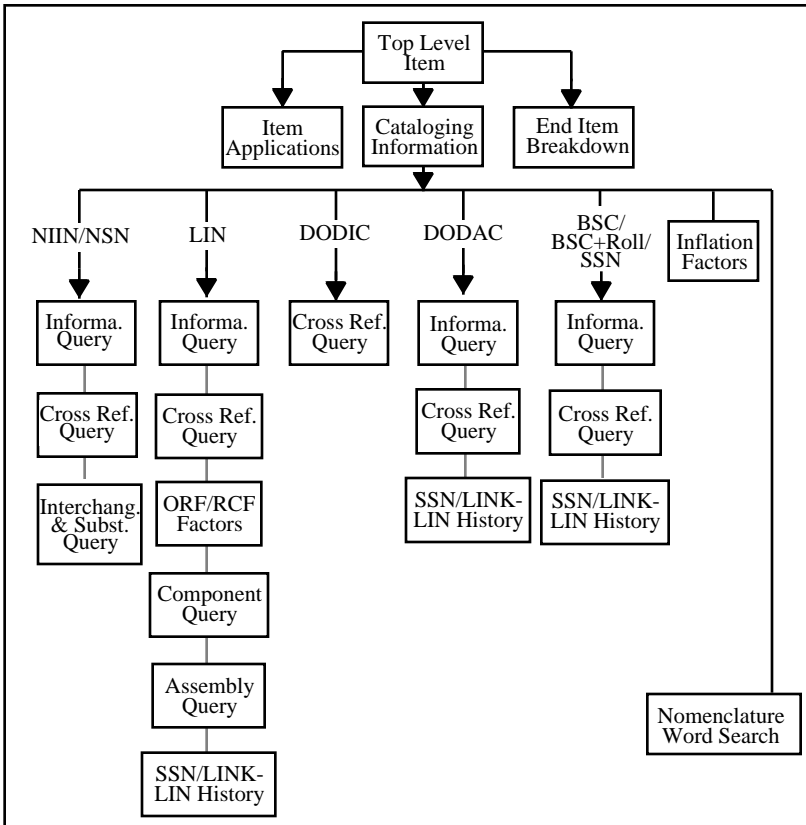 Top Level
Item
Item
Applications
Cataloging
Information
End Item
Breakdown
NIIN/NSN
LIN
DODIC
DODAC
BSC/
BSC+Roll/
SSN
Inflation
Factors
Informa.
Query
Informa.
Query
Cross Ref.
Query
Informa.
Query
Informa.
Query
Cross Ref.
Query
Cross Ref.
Query
Cross Ref.
Query
Cross Ref.
Query
Interchang.
& Subst.
Query
ORF/RCF
Factors
SSN/LINK-
LIN History
SSN/LINK-
LIN History
Component
Query
Assembly
Query
Nomenclature
Word Search
SSN/LINK-
LIN History